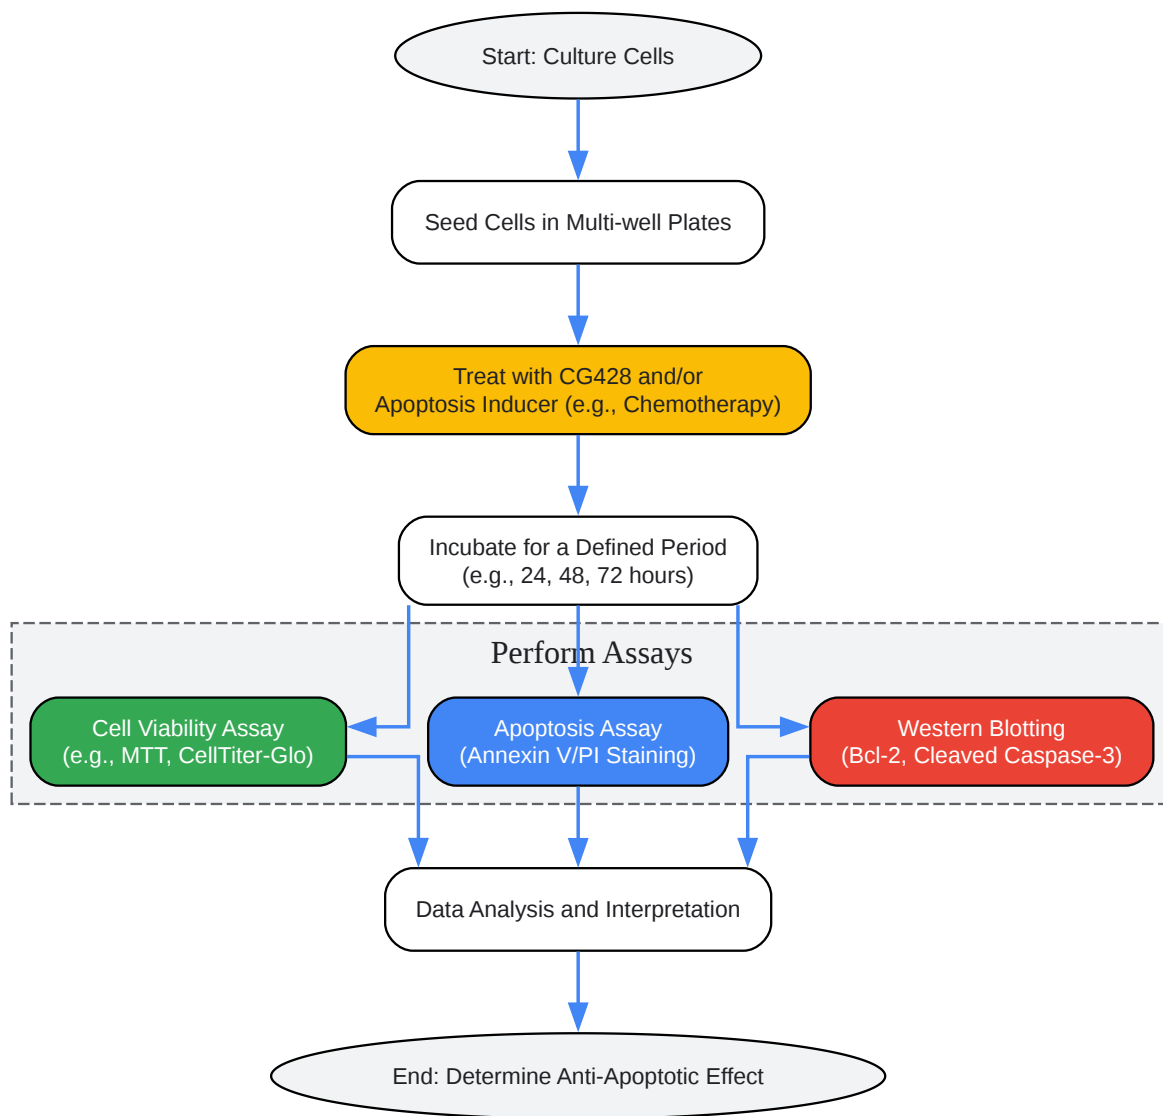 Start: Culture Cells
Seed Cells in Multi-well Plates
Treat with CG428 and/or
Apoptosis Inducer (e.g., Chemotherapy)
Incubate for a Defined Period
(e.g., 24, 48, 72 hours)
Perform Assays
Cell Viability Assay
(e.g., MTT, CellTiter-Glo)
Apoptosis Assay
(Annexin V/PI Staining)
Western Blotting
(Bcl-2, Cleaved Caspase-3)
Data Analysis and Interpretation
End: Determine Anti-Apoptotic Effect